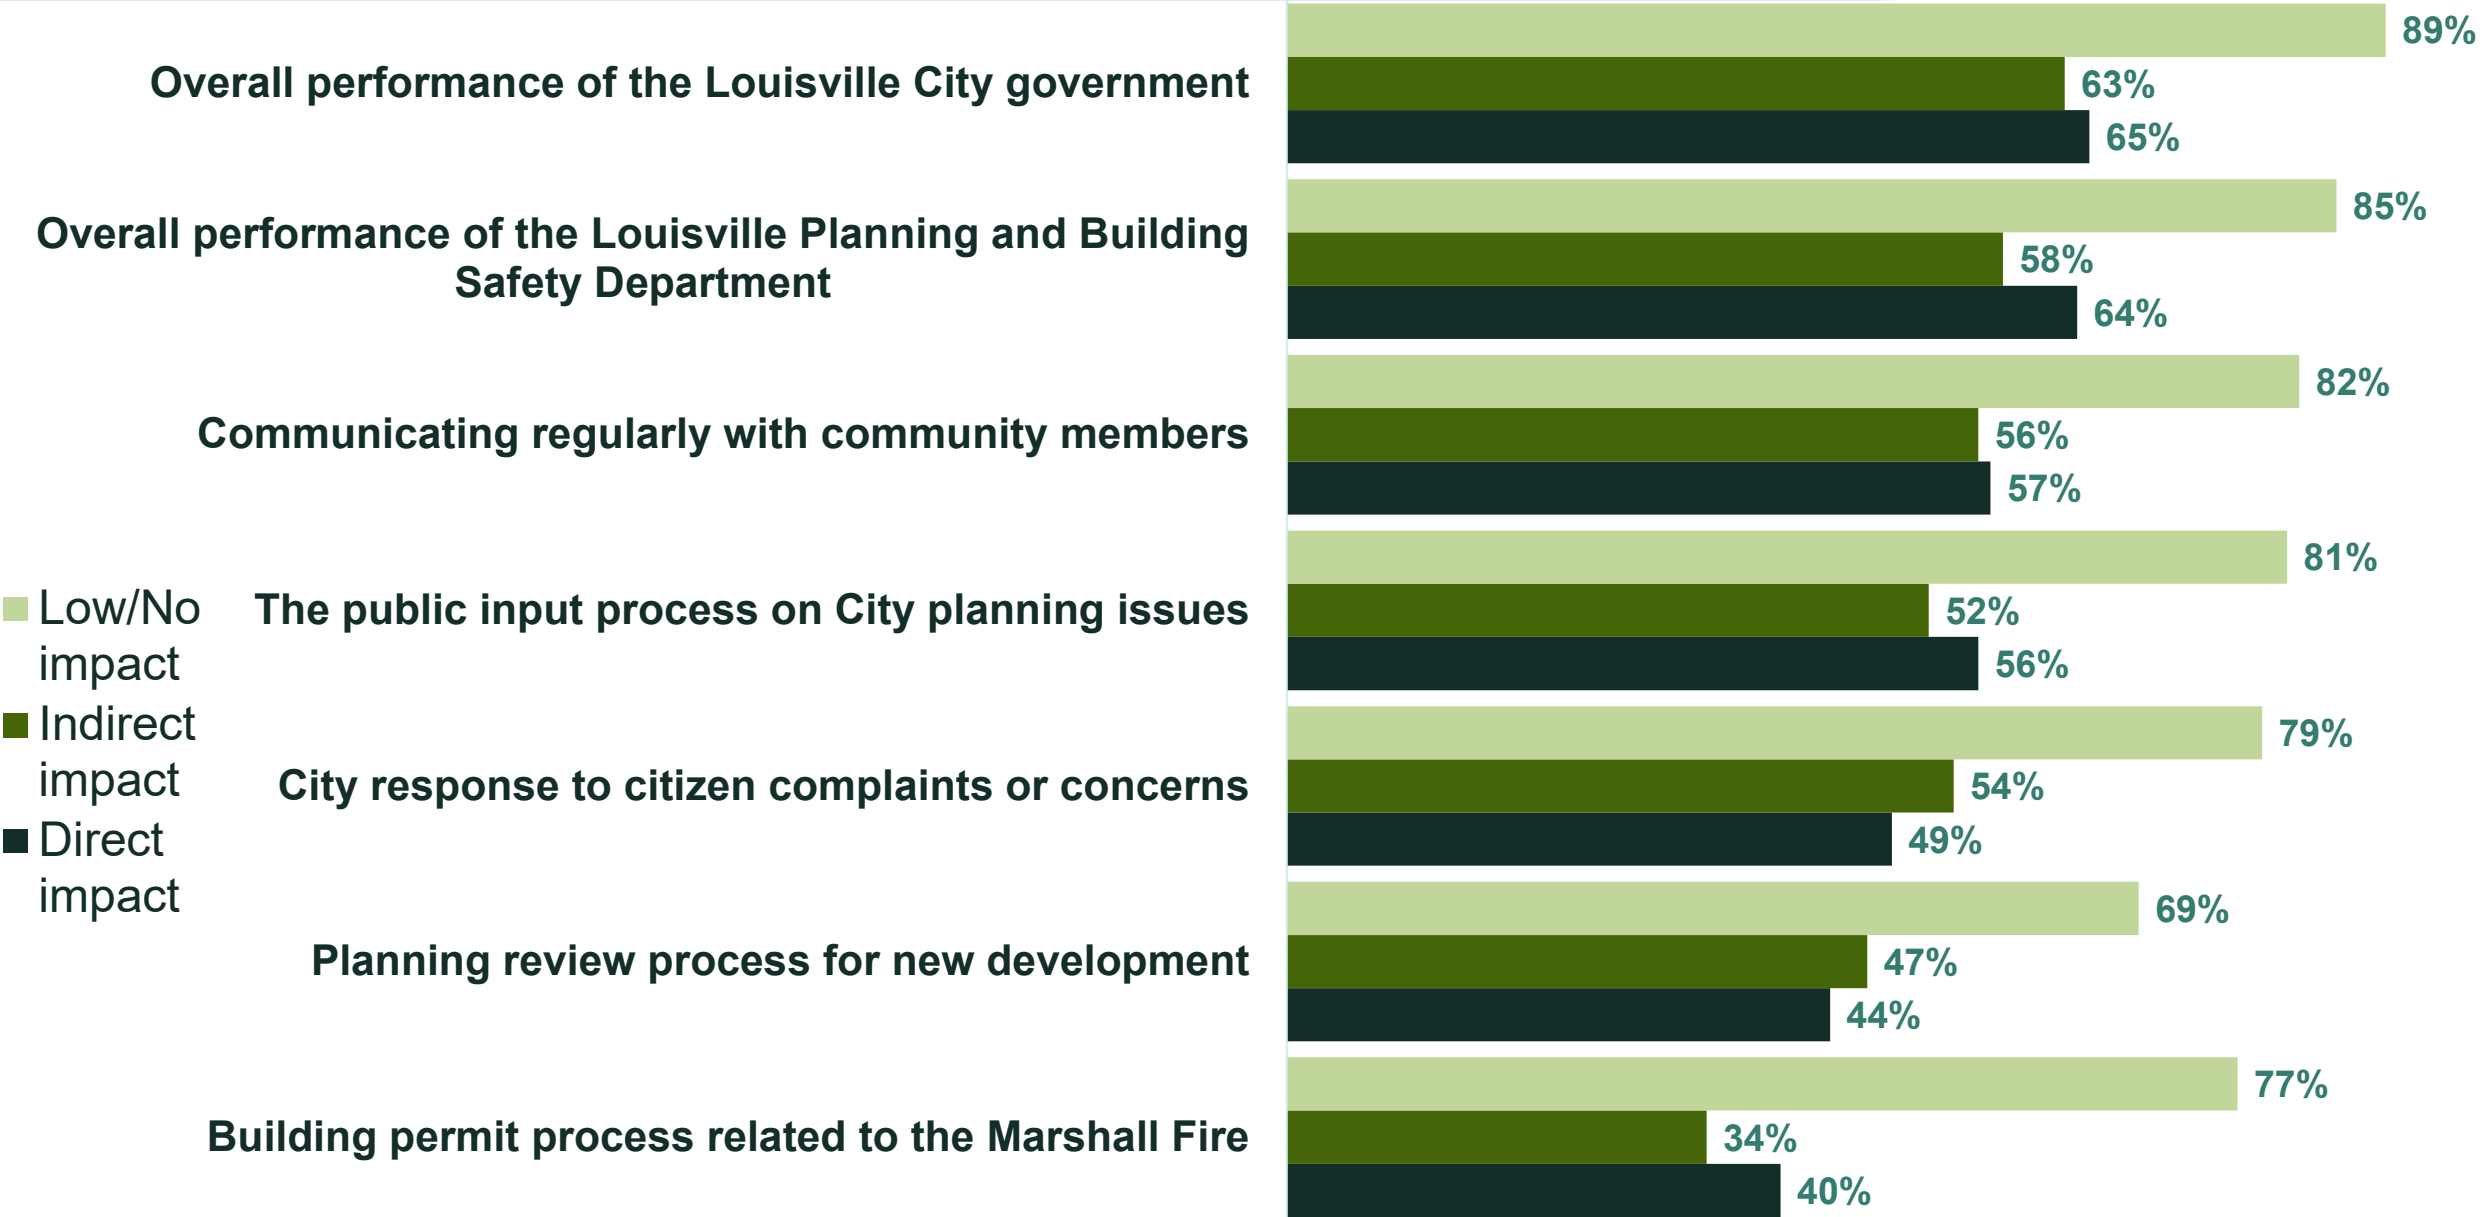 Overall performance of the Louisville City government
89%
63%
65%
Overall performance of the Louisville Planning and Building
Safety Department
85%
58%
64%
Communicating regularly with community members
82%
56%
57%
The public input process on City planning issues
81%
52%
56%
City response to citizen complaints or concerns
79%
54%
49%
Planning review process for new development
69%
47%
44%
Building permit process related to the Marshall Fire
77%
34%
40%
Low/No
impact
Indirect
impact
Direct
impact